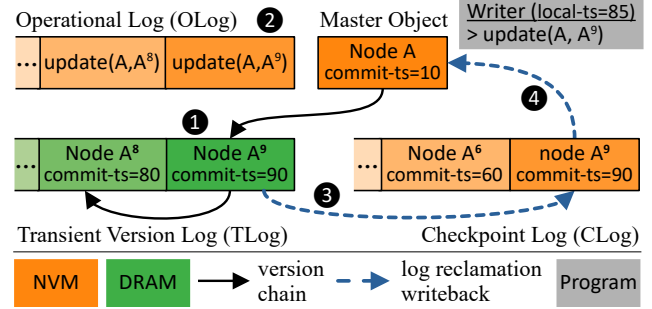 Operational Log (OLog) ❷
Master Object
Writer (local-ts=85)
> update(A, A⁹)
... update(A,A⁸) update(A,A⁹)
Node A
commit-ts=10
❶
❹
... Node A⁸
commit-ts=80
Node A⁹
commit-ts=90
... Node A⁶
commit-ts=60
node A⁹
commit-ts=90
❸
Transient Version Log (TLog)
Checkpoint Log (CLog)
NVM
DRAM
version
chain
log reclamation
writeback
Program